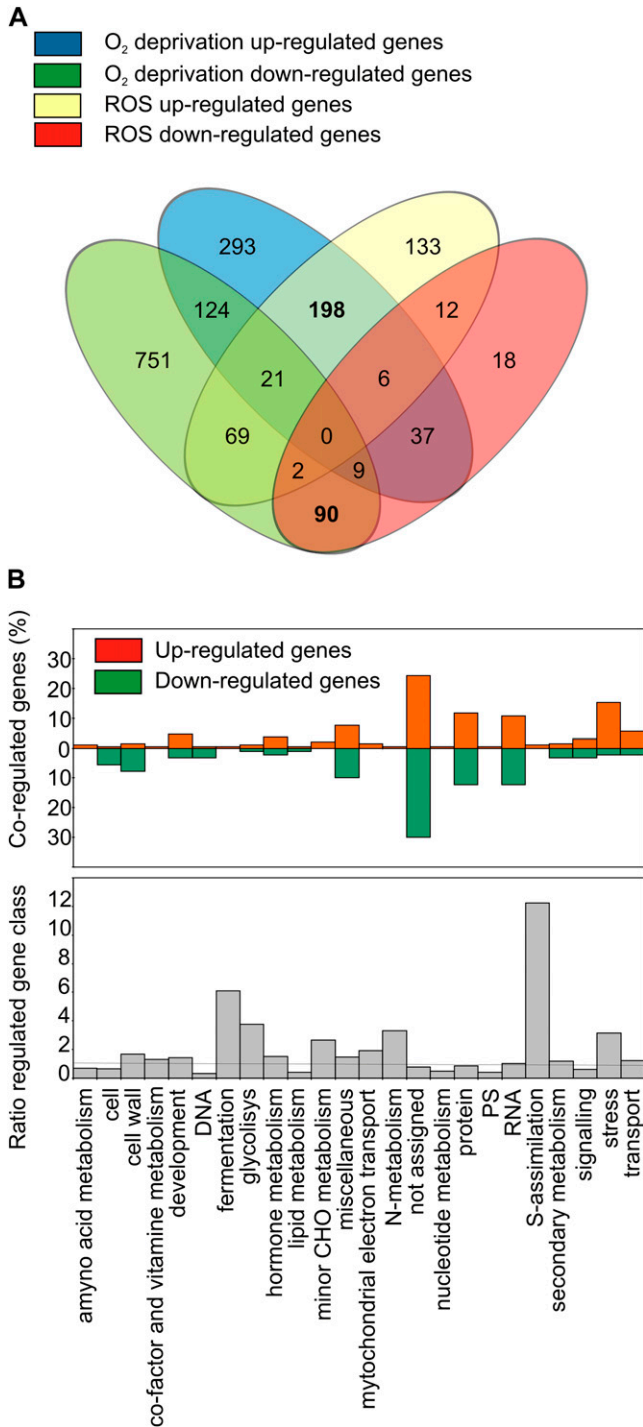 A
O₂ deprivation up-regulated genes
O₂ deprivation down-regulated genes
ROS up-regulated genes
ROS down-regulated genes
293
133
124
198
12
751
21
6
18
69
0
37
2
9
90
B
Co-regulated genes (%)
30
20
10
0
10
20
30
Up-regulated genes
Down-regulated genes
Ratio regulated gene class
12
10
8
6
4
2
0
amyno acid metabolism
cell
cell wall
co-factor and vitamine metabolism
development
DNA
fermentation
glycolisys
hormone metabolism
lipid metabolism
minor CHO metabolism
miscellaneous
mytochondrial electron transport
N-metabolism
not assigned
nucleotide metabolism
protein
PS
RNA
S-assimilation
secondary metabolism
signalling
stress
transport